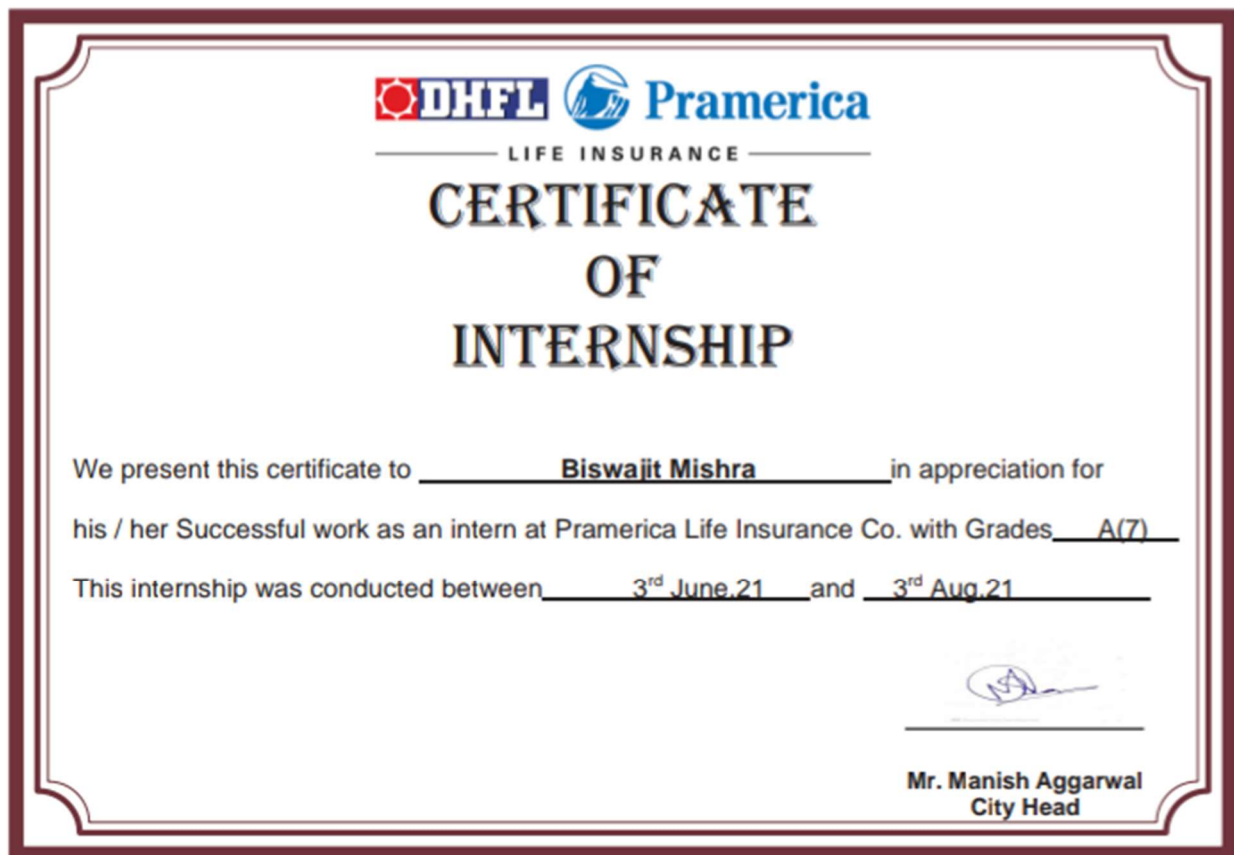 DHFL Pramerica
LIFE INSURANCE
CERTIFICATE
OF
INTERNSHIP
We present this certificate to Biswajit Mishra in appreciation for
his / her Successful work as an intern at Pramerica Life Insurance Co. with Grades A(7)
This internship was conducted between 3rd June.21 and 3rd Aug.21
Mr. Manish Aggarwal
City Head